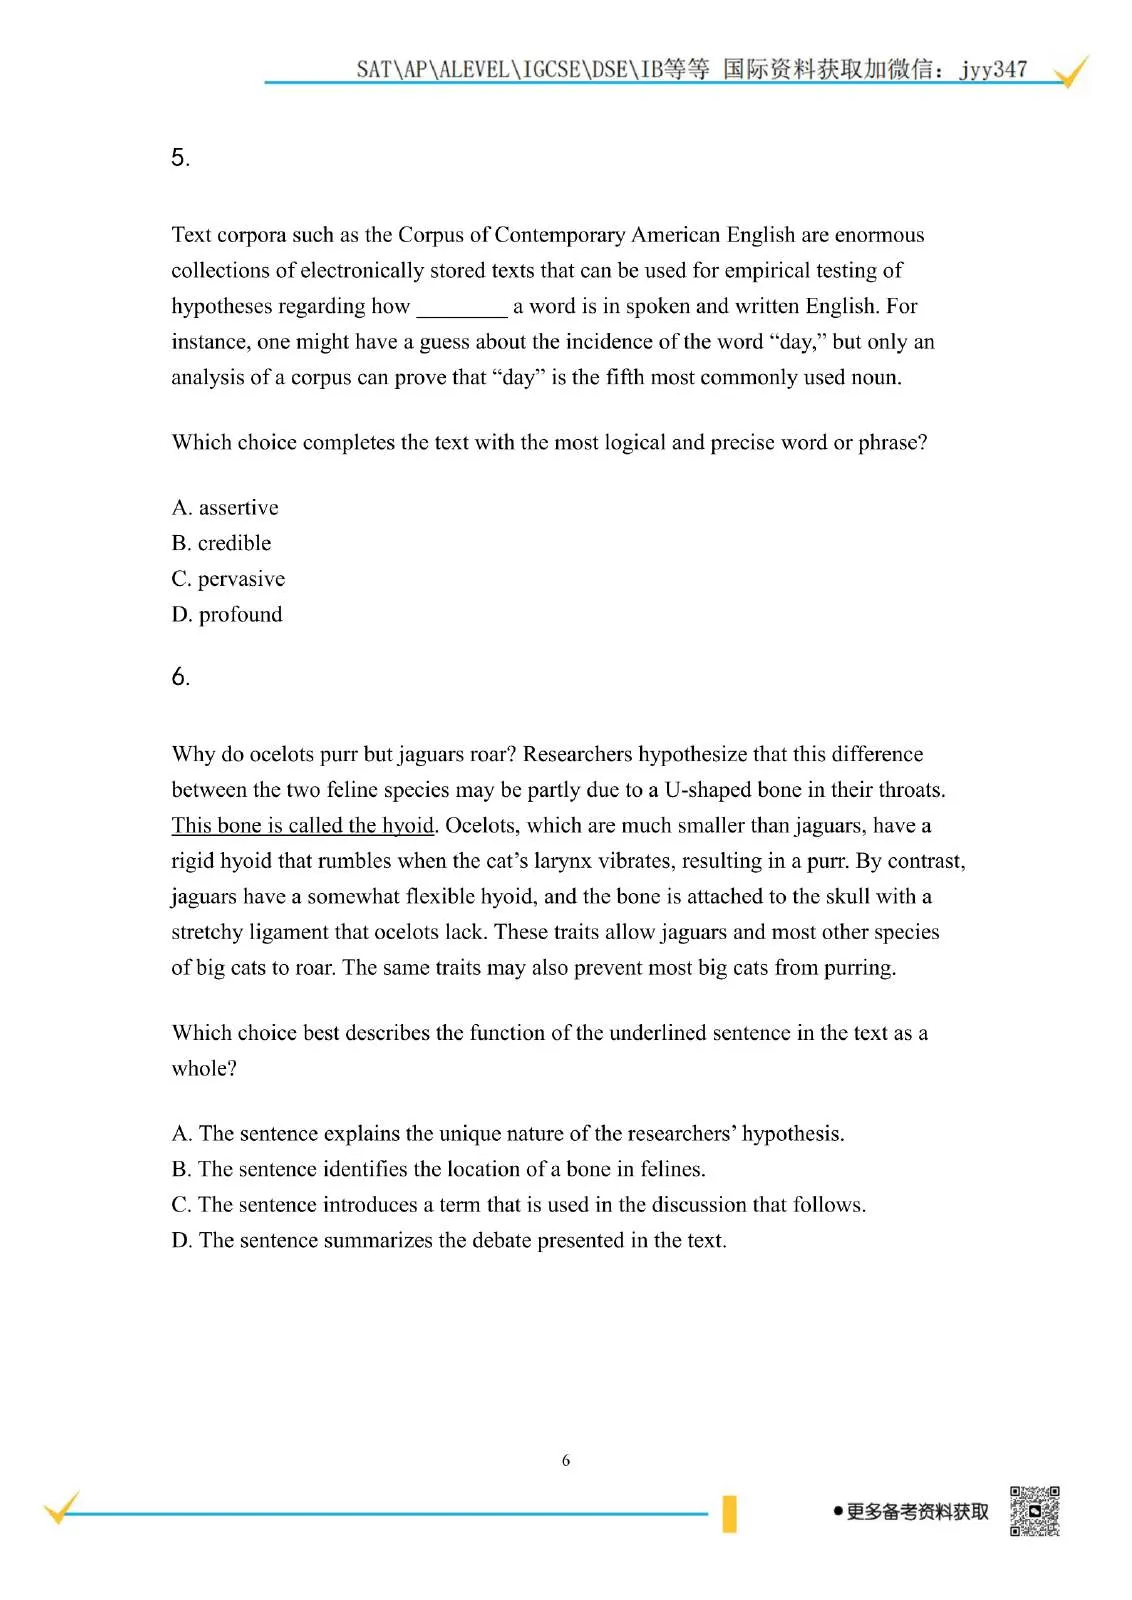 SAT\AP\ALEVEL\IGCSE\DSE\IB等等 国际资料获取加微信：jyy347
5.
Text corpora such as the Corpus of Contemporary American English are enormous
collections of electronically stored texts that can be used for empirical testing of
hypotheses regarding how ________ a word is in spoken and written English. For
instance, one might have a guess about the incidence of the word “day,” but only an
analysis of a corpus can prove that “day” is the fifth most commonly used noun.
Which choice completes the text with the most logical and precise word or phrase?
A. assertive
B. credible
C. pervasive
D. profound
6.
Why do ocelots purr but jaguars roar? Researchers hypothesize that this difference
between the two feline species may be partly due to a U-shaped bone in their throats.
This bone is called the hyoid. Ocelots, which are much smaller than jaguars, have a
rigid hyoid that rumbles when the cat’s larynx vibrates, resulting in a purr. By contrast,
jaguars have a somewhat flexible hyoid, and the bone is attached to the skull with a
stretchy ligament that ocelots lack. These traits allow jaguars and most other species
of big cats to roar. The same traits may also prevent most big cats from purring.
Which choice best describes the function of the underlined sentence in the text as a
whole?
A. The sentence explains the unique nature of the researchers’ hypothesis.
B. The sentence identifies the location of a bone in felines.
C. The sentence introduces a term that is used in the discussion that follows.
D. The sentence summarizes the debate presented in the text.
6
●更多备考资料获取